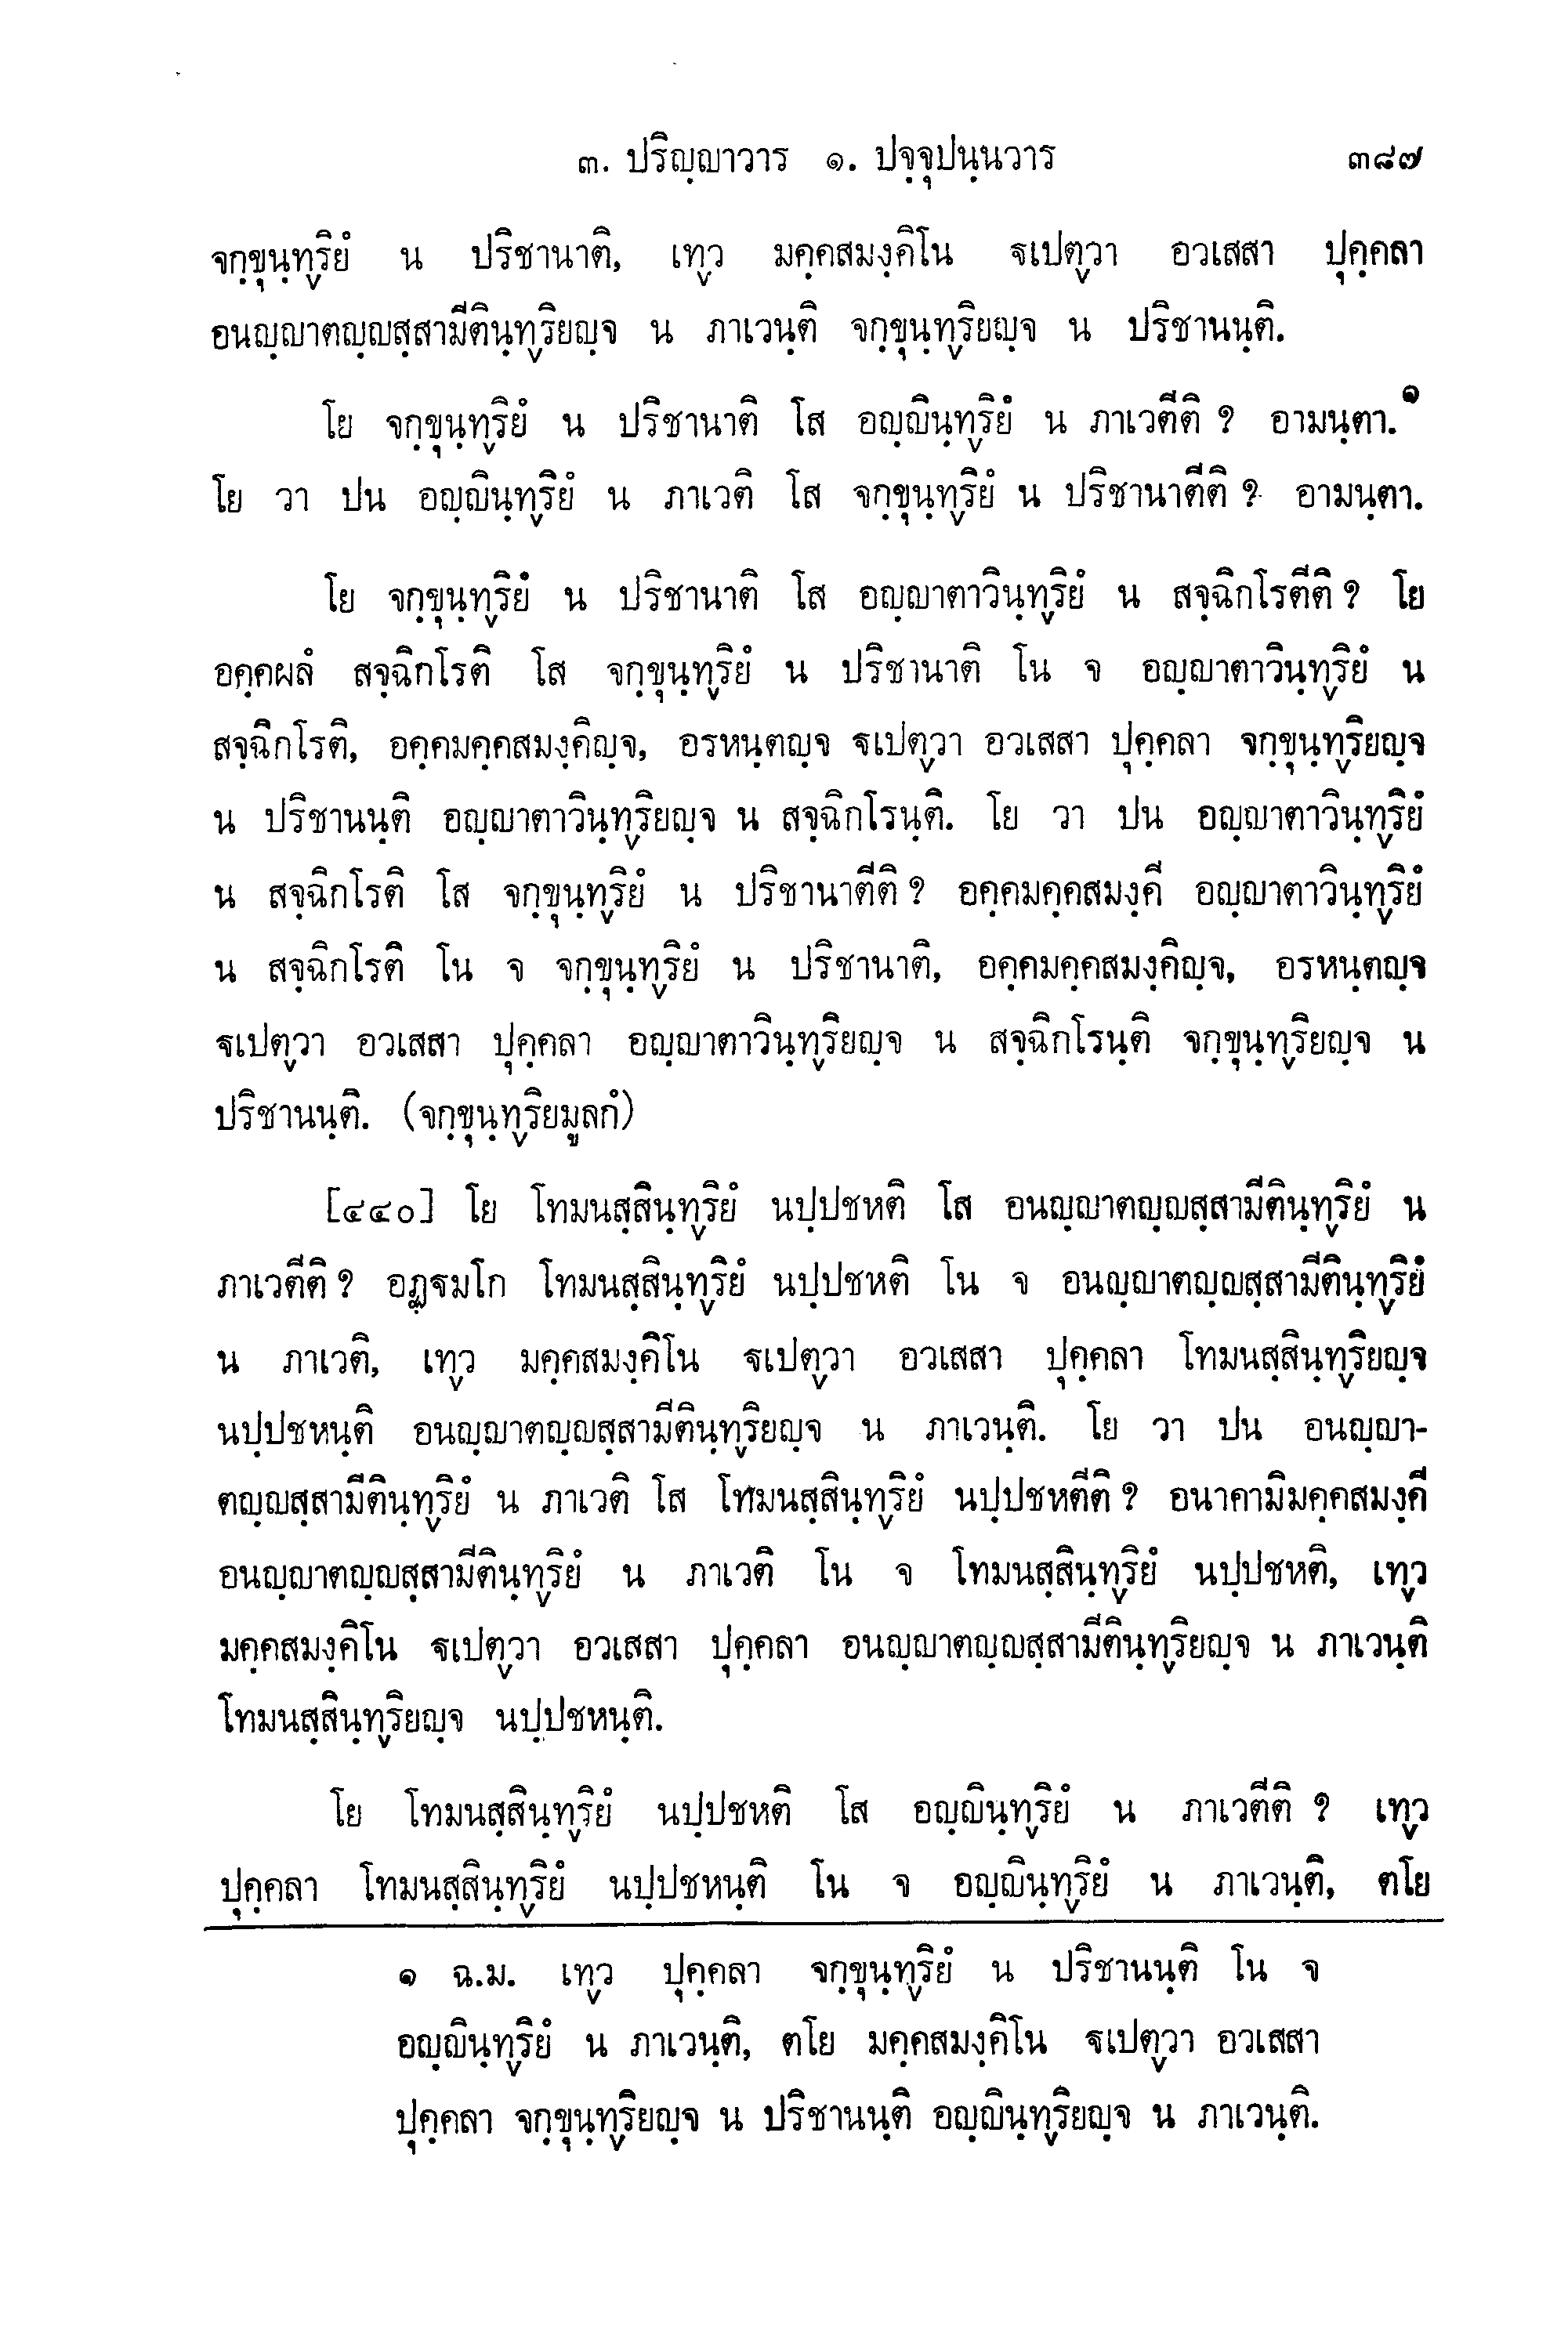 ๓. ปริญฺญาวาร ๑. ปจฺจุปนฺนวาร ๓๘๗
จกฺขุนฺทฺริยํ น ปริชานาติ, เทฺว มคฺคสมงฺคิโน ฐเปตฺวา อวเสสา ปุคฺคลา
อนญฺญาตญฺญสฺสามีตินฺทฺริยญฺจ น ภาเวนฺติ จกฺขุนฺทฺริยญฺจ น ปริชานนฺติ.
โย จกฺขุนฺทฺริยํ น ปริชานาติ โส อญฺญินฺทฺริยํ น ภาเวตีติ ? อามนฺตา.๑
โย วา ปน อญฺญินฺทฺริยํ น ภาเวติ โส จกฺขุนฺทฺริยํ น ปริชานาตีติ ? อามนฺตา.
โย จกฺขุนฺทฺริยํ น ปริชานาติ โส อญฺญาตาวินฺทฺริยํ น สจฺฉิกโรตีติ ? โย
อคฺคผลํ สจฺฉิกโรติ โส จกฺขุนฺทฺริยํ น ปริชานาติ โน จ อญฺญาตาวินฺทฺริยํ น
สจฺฉิกโรติ, อคฺคมคฺคสมงฺคิญฺจ, อรหนฺตญฺจ ฐเปตฺวา อวเสสา ปุคฺคลา จกฺขุนฺทฺริยญฺจ
น ปริชานนฺติ อญฺญาตาวินฺทฺริยญฺจ น สจฺฉิกโรนฺติ. โย วา ปน อญฺญาตาวินฺทฺริยํ
น สจฺฉิกโรติ โส จกฺขุนฺทฺริยํ น ปริชานาตีติ ? อคฺคมคฺคสมงฺคี อญฺญาตาวินฺทฺริยํ
น สจฺฉิกโรติ โน จ จกฺขุนฺทฺริยํ น ปริชานาติ, อคฺคมคฺคสมงฺคิญฺจ, อรหนฺตญฺจ
ฐเปตฺวา อวเสสา ปุคฺคลา อญฺญาตาวินฺทฺริยญฺจ น สจฺฉิกโรนฺติ จกฺขุนฺทฺริยญฺจ น
ปริชานนฺติ. (จกฺขุนฺทฺริยมูลกํ)
[๔๔๐] โย โทมนสฺสินฺทฺริยํ นปฺปชหติ โส อนญฺญาตญฺญสฺสามีตินฺทฺริยํ น
ภาเวตีติ ? อฏฺฐมโก โทมนสฺสินฺทฺริยํ นปฺปชหติ โน จ อนญฺญาตญฺญสฺสามีตินฺทฺริยํ
น ภาเวติ, เทฺว มคฺคสมงฺคิโน ฐเปตฺวา อวเสสา ปุคฺคลา โทมนสฺสินฺทฺริยญฺจ
นปฺปชหนฺติ อนญฺญาตญฺญสฺสามีตินฺทฺริยญฺจ น ภาเวนฺติ. โย วา ปน อนญฺญา-
ตญฺญสฺสามีตินฺทฺริยํ น ภาเวติ โส โทมนสฺสินฺทฺริยํ นปฺปชหตีติ ? อนาคามิมคฺคสมงฺคี
อนญฺญาตญฺญสฺสามีตินฺทฺริยํ น ภาเวติ โน จ โทมนสฺสินฺทฺริยํ นปฺปชหติ, เทฺว
มคฺคสมงฺคิโน ฐเปตฺวา อวเสสา ปุคฺคลา อนญฺญาตญฺญสฺสามีตินฺทฺริยญฺจ น ภาเวนฺติ
โทมนสฺสินฺทฺริยญฺจ นปฺปชหนฺติ.
โย โทมนสฺสินฺทฺริยํ นปฺปชหติ โส อญฺญินฺทฺริยํ น ภาเวตีติ ? เทฺว
ปุคฺคลา โทมนสฺสินฺทฺริยํ นปฺปชหนฺติ โน จ อญฺญินฺทฺริยํ น ภาเวนฺติ, ตโย
๑ ฉ.ม. เทฺว ปุคฺคลา จกฺขุนฺทฺริยํ น ปริชานนฺติ โน จ
อญฺญินฺทฺริยํ น ภาเวนฺติ, ตโย มคฺคสมงฺคิโน ฐเปตฺวา อวเสสา
ปุคฺคลา จกฺขุนฺทฺริยญฺจ น ปริชานนฺติ อญฺญินฺทฺริยญฺจ น ภาเวนฺติ.